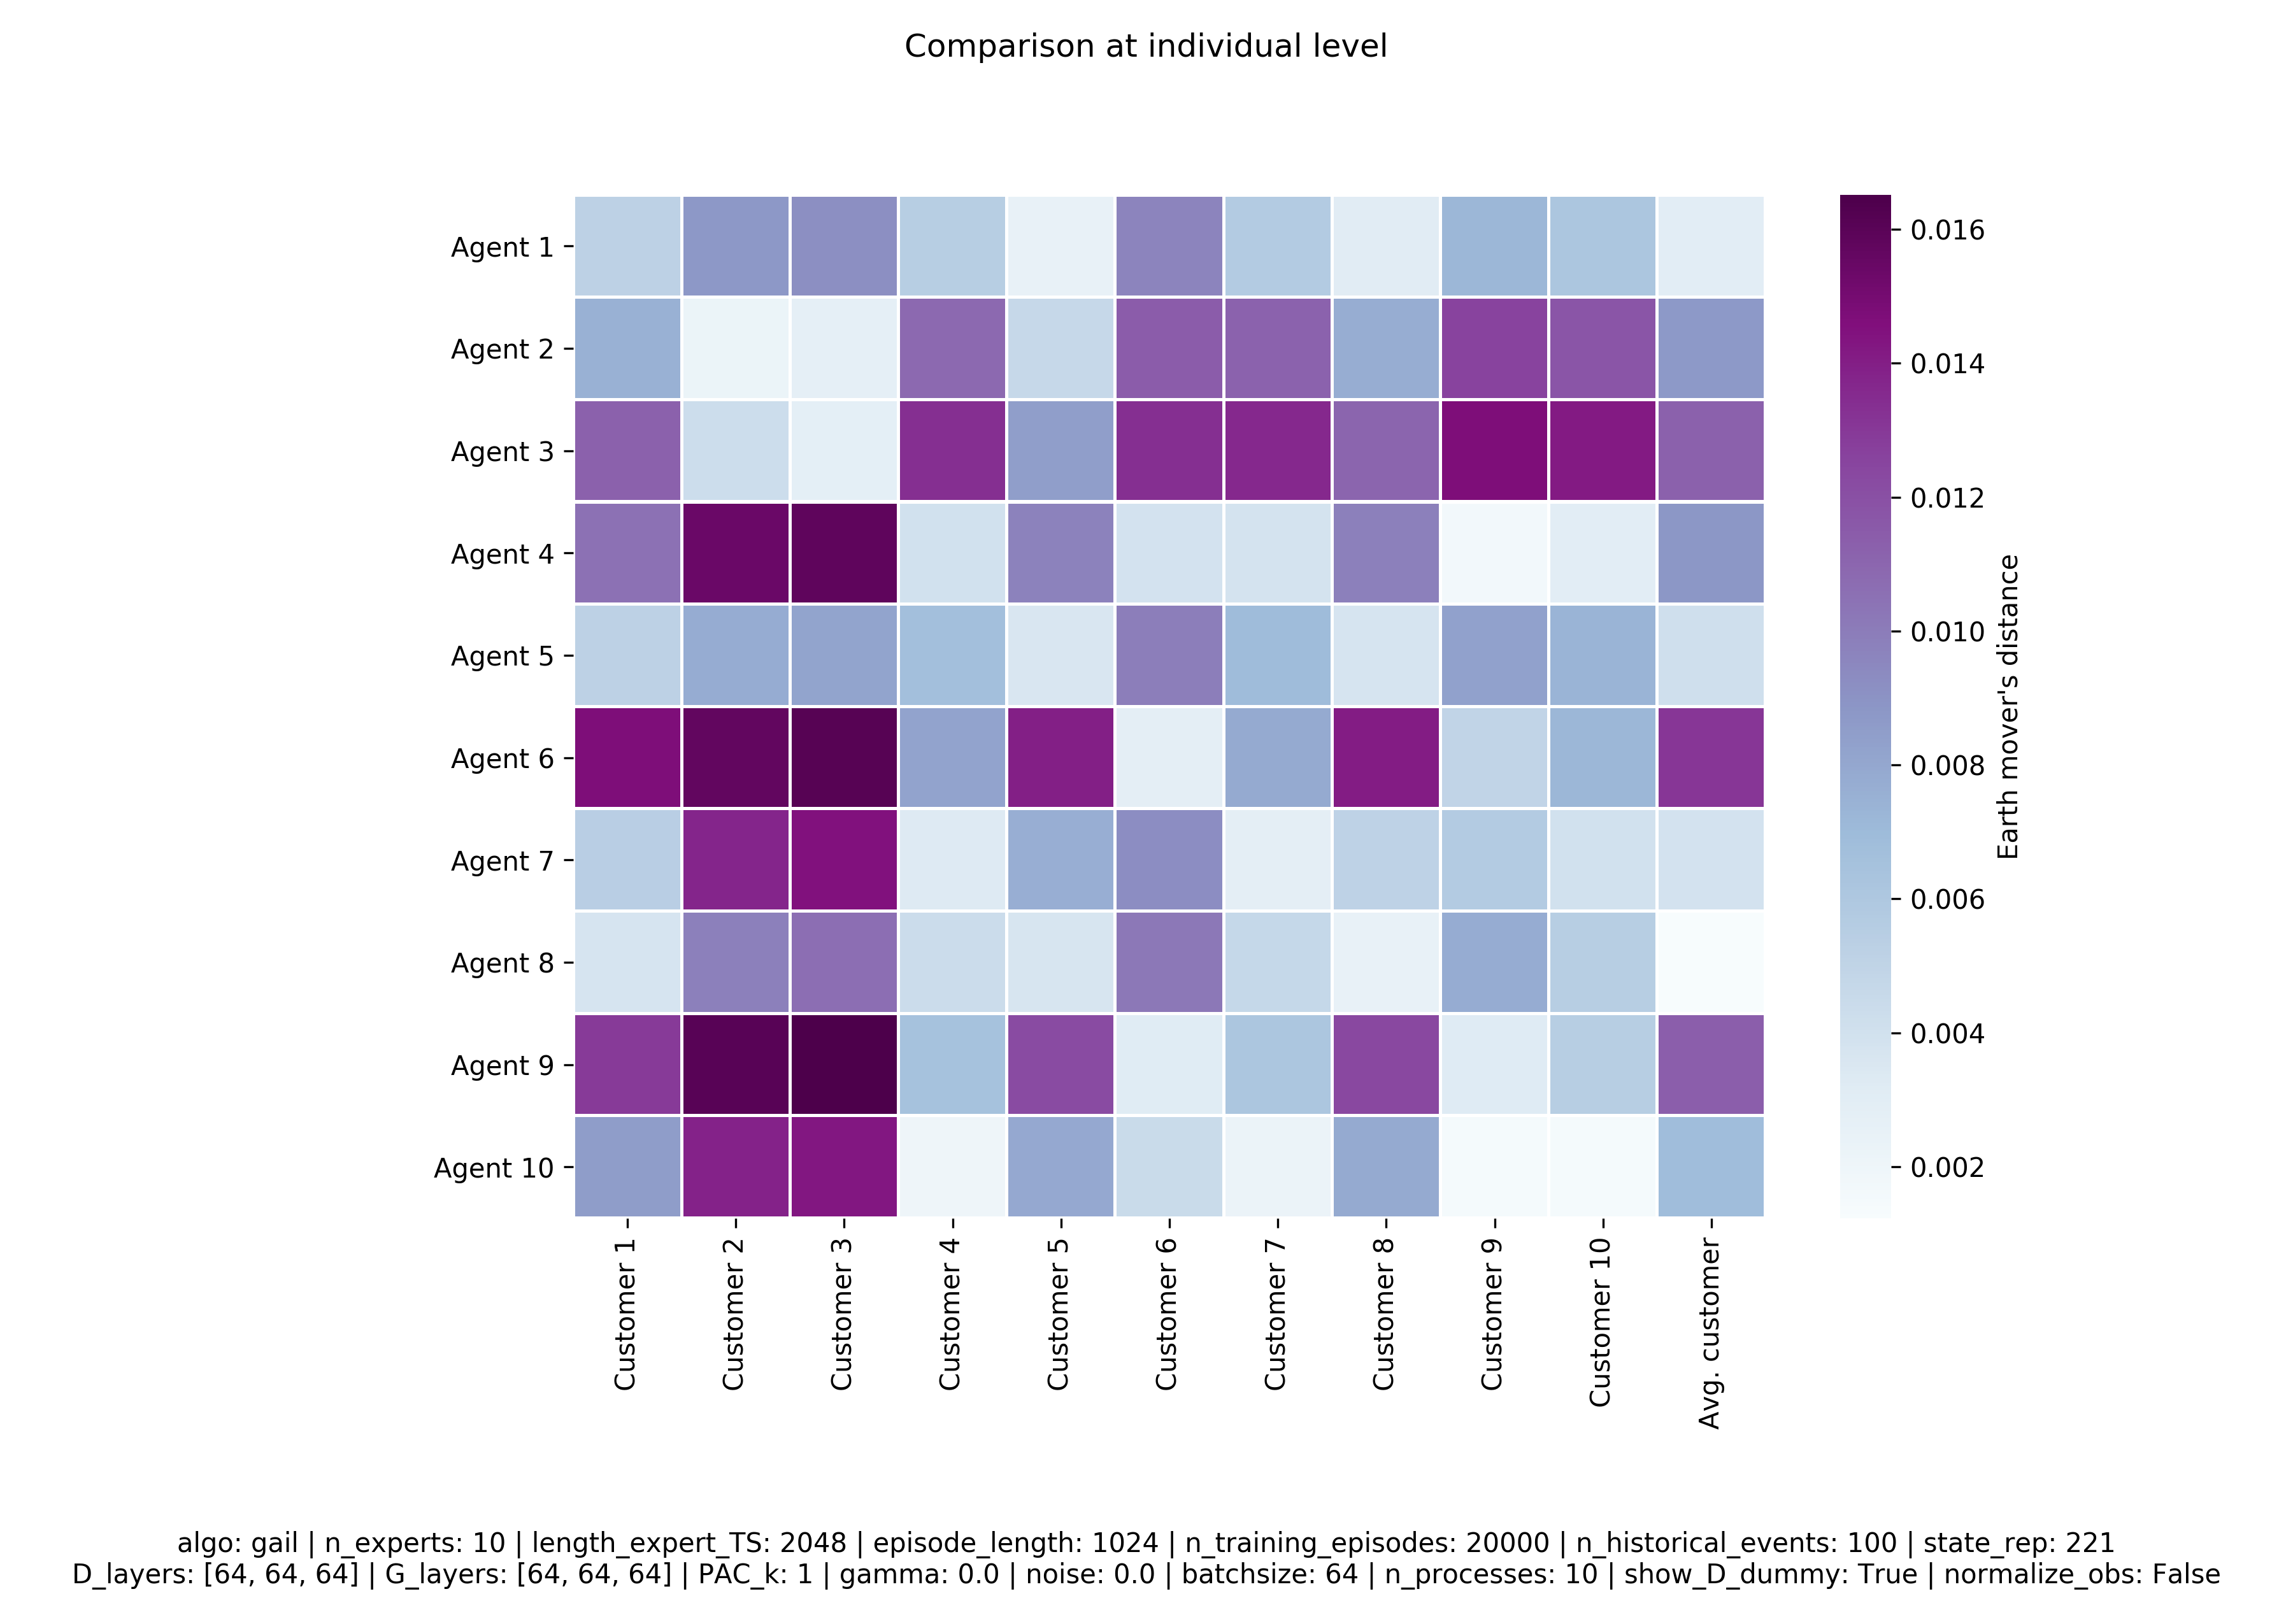 Comparison at individual level
Agent 1
Agent 2
Agent 3
Agent 4
Agent 5
Agent 6
Agent 7
Agent 8
Agent 9
Agent 10
Customer 1
Customer 2
Customer 3
Customer 4
Customer 5
Customer 6
Customer 7
Customer 8
Customer 9
Customer 10
Avg. customer
0.016
0.014
0.012
0.010
0.008
0.006
0.004
0.002
Earth mover's distance
algo: gail | n_experts: 10 | length_expert_TS: 2048 | episode_length: 1024 | n_training_episodes: 20000 | n_historical_events: 100 | state_rep: 221
D_layers: [64, 64, 64] | G_layers: [64, 64, 64] | PAC_k: 1 | gamma: 0.0 | noise: 0.0 | batchsize: 64 | n_processes: 10 | show_D_dummy: True | normalize_obs: False